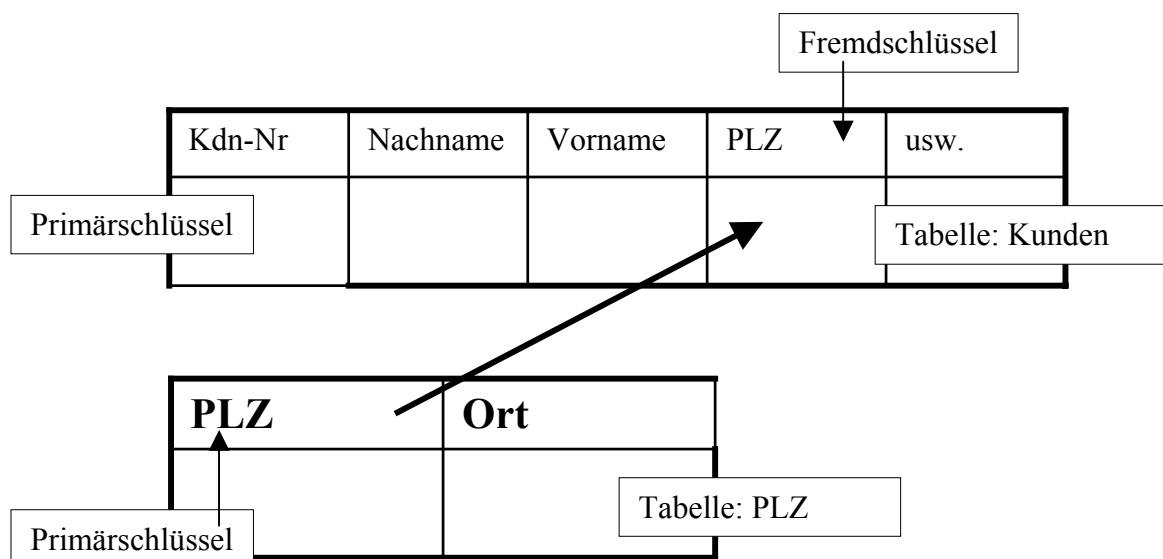 Fremdschlüssel
Kdn-Nr Nachname Vorname PLZ usw.
Primärschlüssel
Tabelle: Kunden
PLZ Ort
Tabelle: PLZ
Primärschlüssel